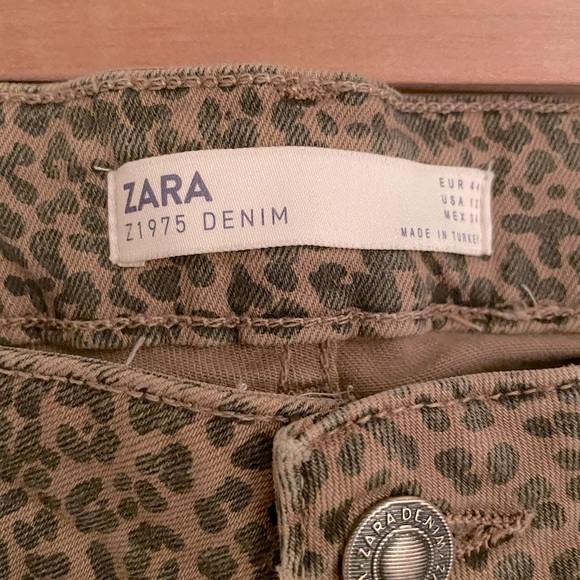 ZARA
Z1975 DENIM
EUR 44
USA 12
MEX 34
MADE IN TURKEY
ZARA DENIM